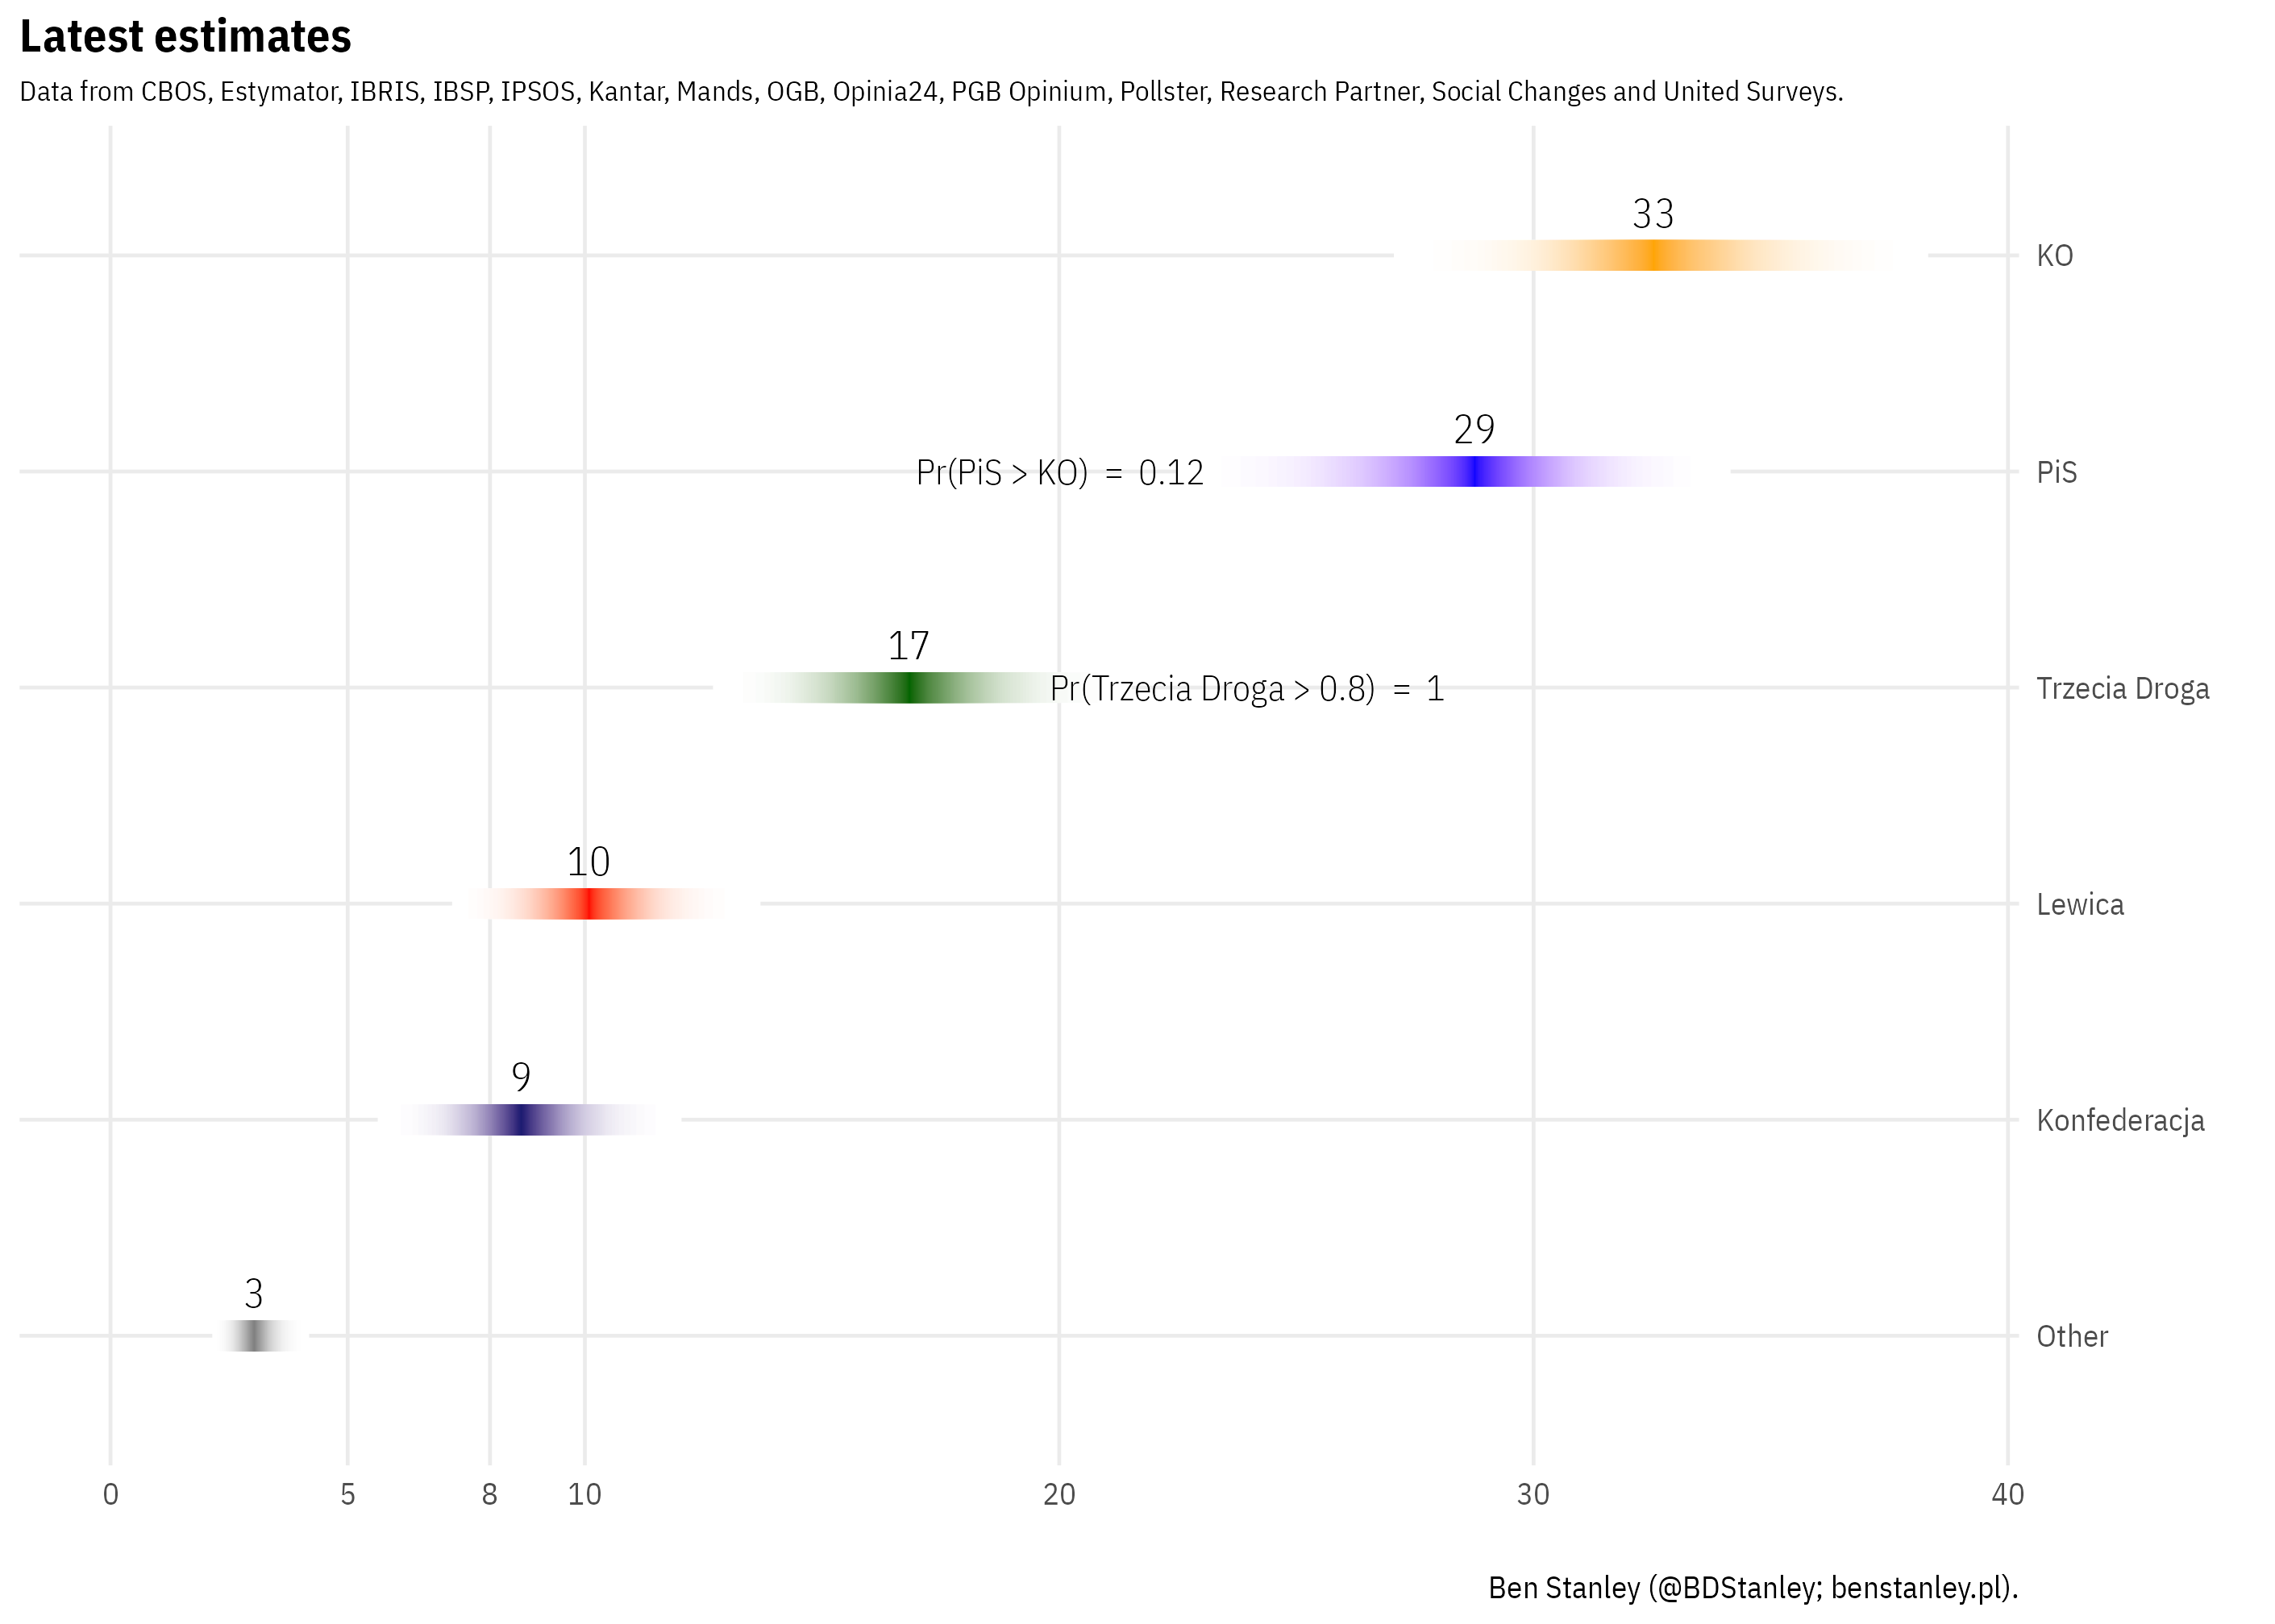 Latest estimates
Data from CBOS, Estymator, IBRIS, IBSP, IPSOS, Kantar, Mands, OGB, Opinia24, PGB Opinium, Pollster, Research Partner, Social Changes and United Surveys.
33
KO
29
Pr(PiS > KO) = 0.12
PiS
17
Pr(Trzecia Droga > 0.8) = 1
Trzecia Droga
10
Lewica
9
Konfederacja
3
Other
0 5 8 10 20 30 40
Ben Stanley (@BDStanley; benstanley.pl).